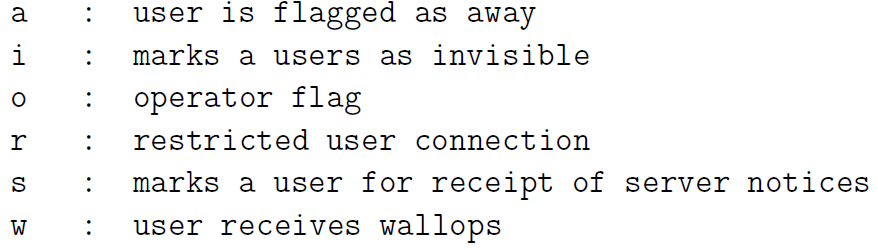 a : user is flagged as away
i : marks a users as invisible
o : operator flag
r : restricted user connection
s : marks a user for receipt of server notices
w : user receives wallops